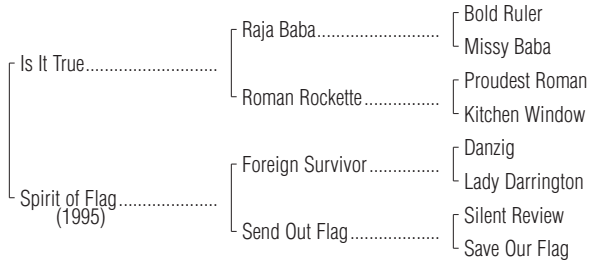 Bold Ruler
Raja Baba
Missy Baba
Is It True
Proudest Roman
Roman Rockette
Kitchen Window
Danzig
Foreign Survivor
Lady Darrington
Spirit of Flag
(1995)
Silent Review
Send Out Flag
Save Our Flag